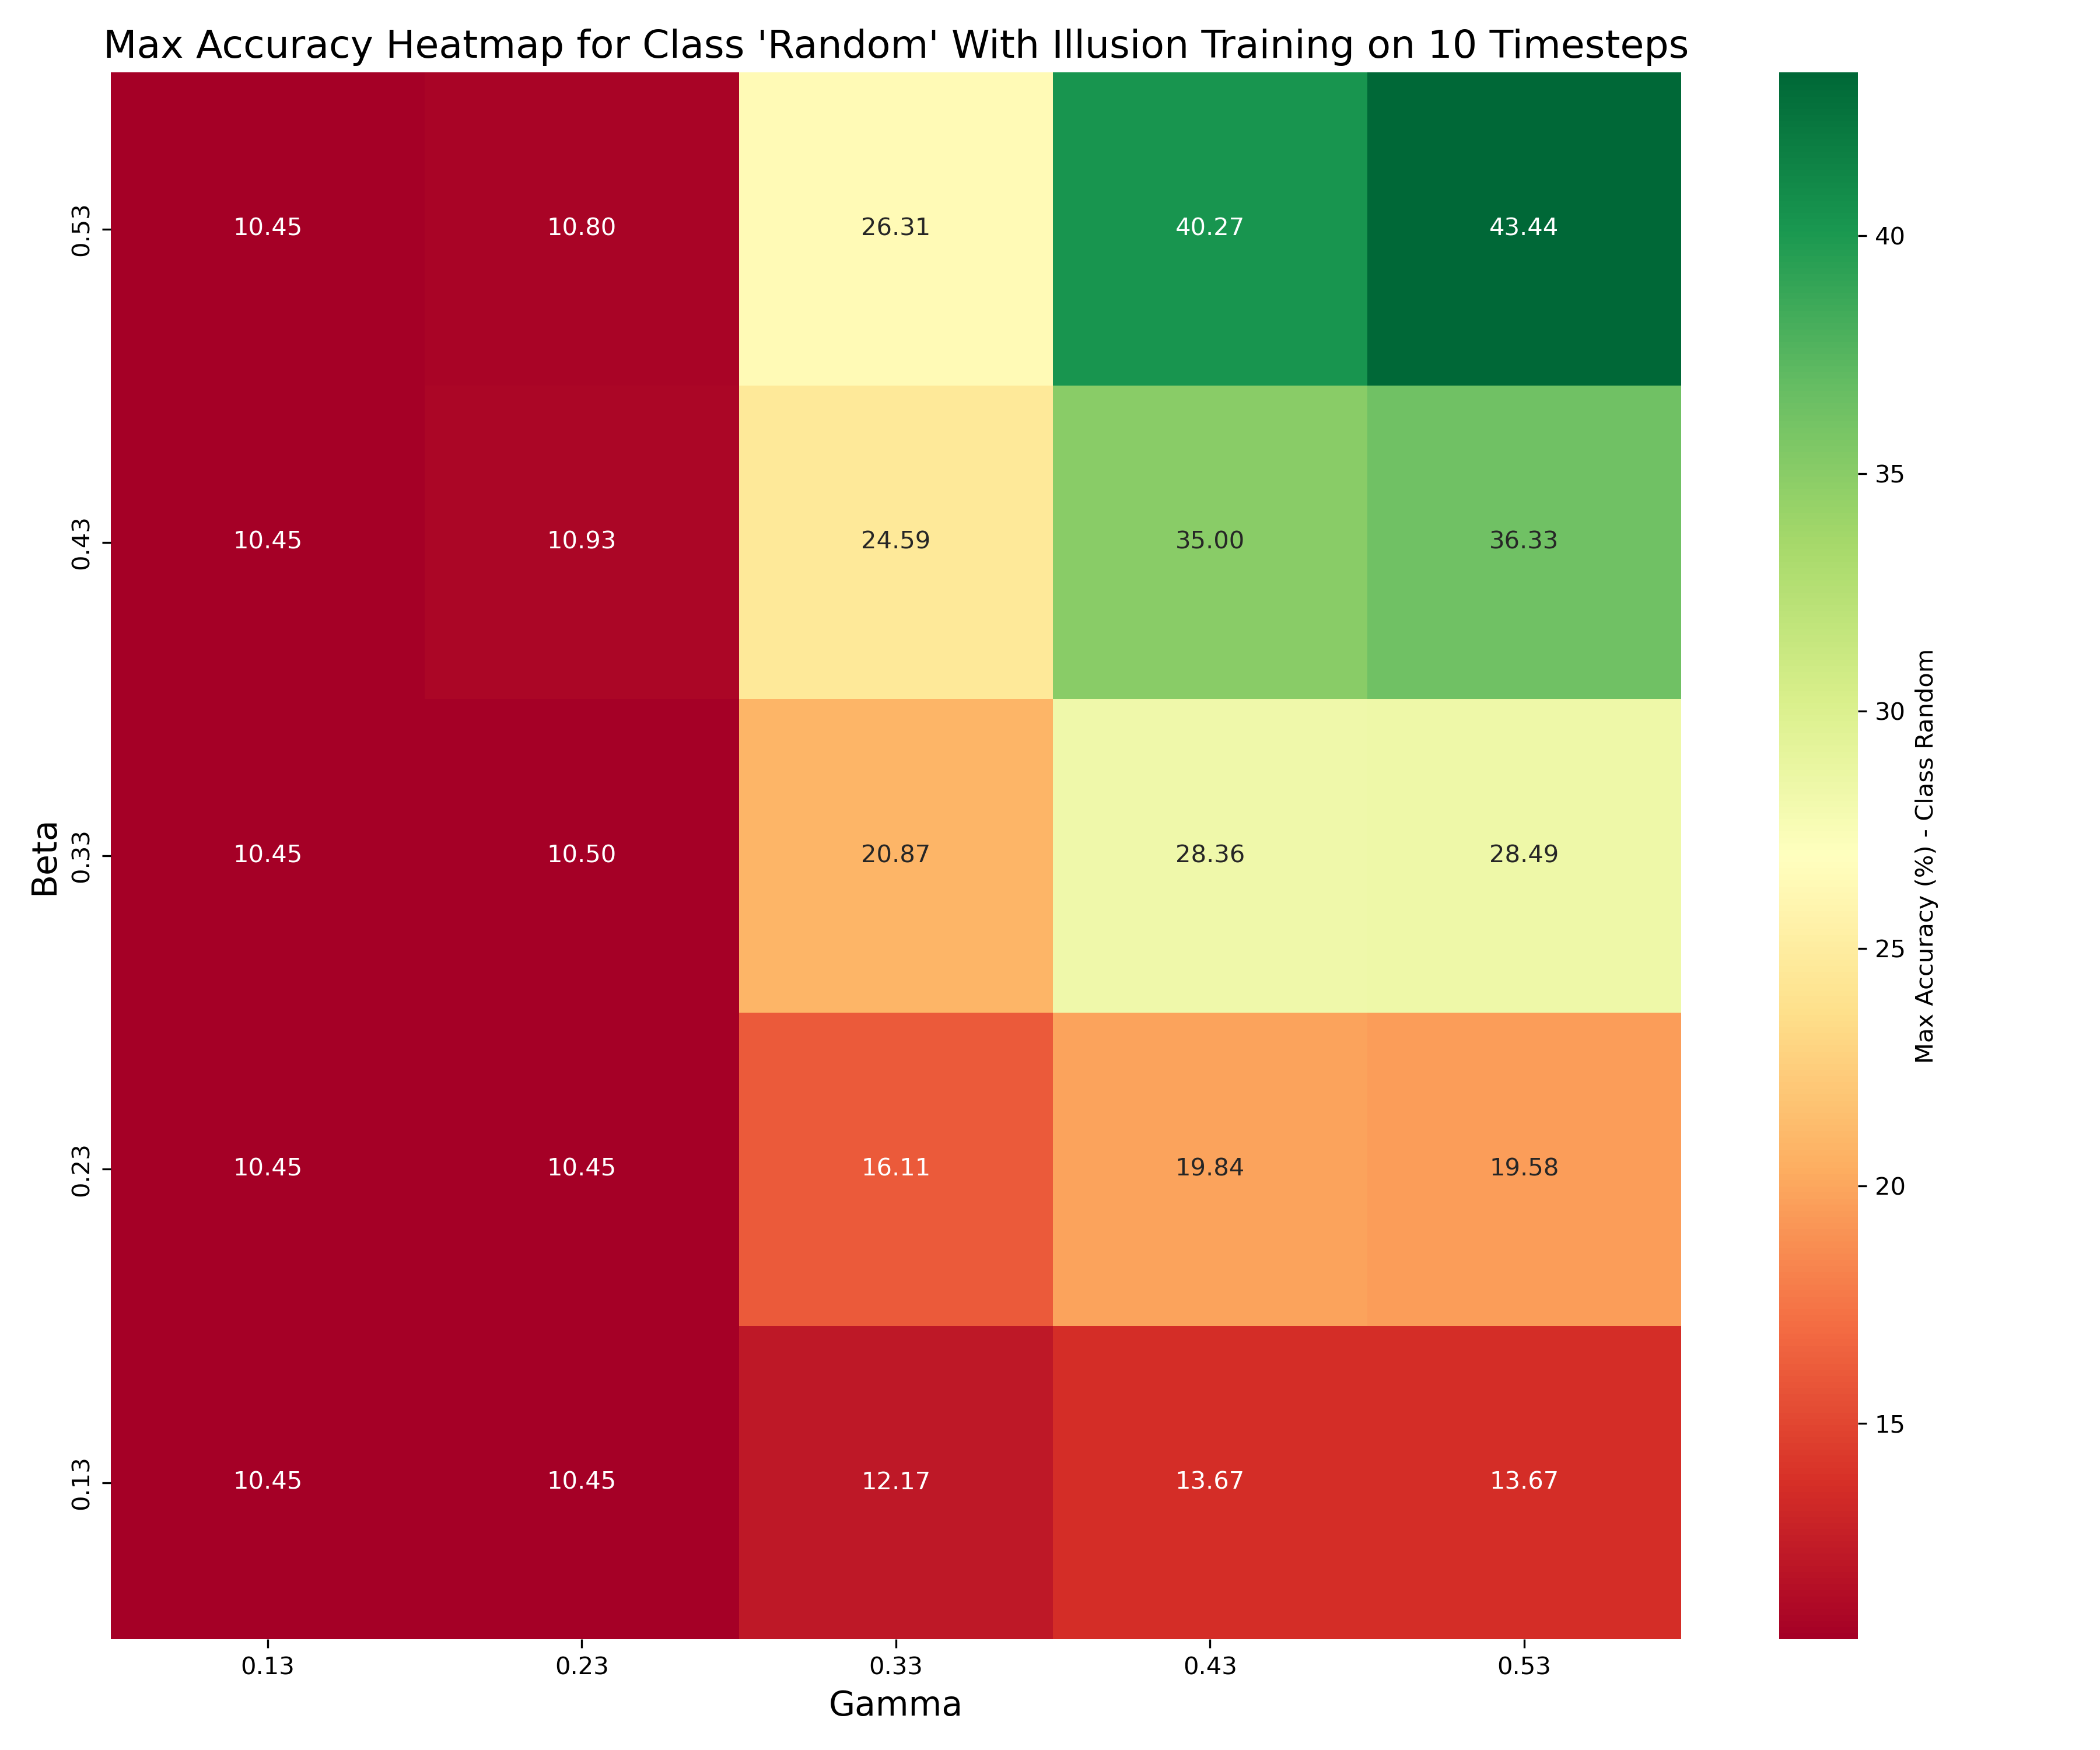 Max Accuracy Heatmap for Class 'Random' With Illusion Training on 10 Timesteps
Beta
0.53
10.45 10.80 26.31 40.27 43.44
0.43
10.45 10.93 24.59 35.00 36.33
0.33
10.45 10.50 20.87 28.36 28.49
0.23
10.45 10.45 16.11 19.84 19.58
0.13
10.45 10.45 12.17 13.67 13.67
0.13 0.23 0.33 0.43 0.53
Gamma
40
35
30
25
20
15
Max Accuracy (%) - Class Random